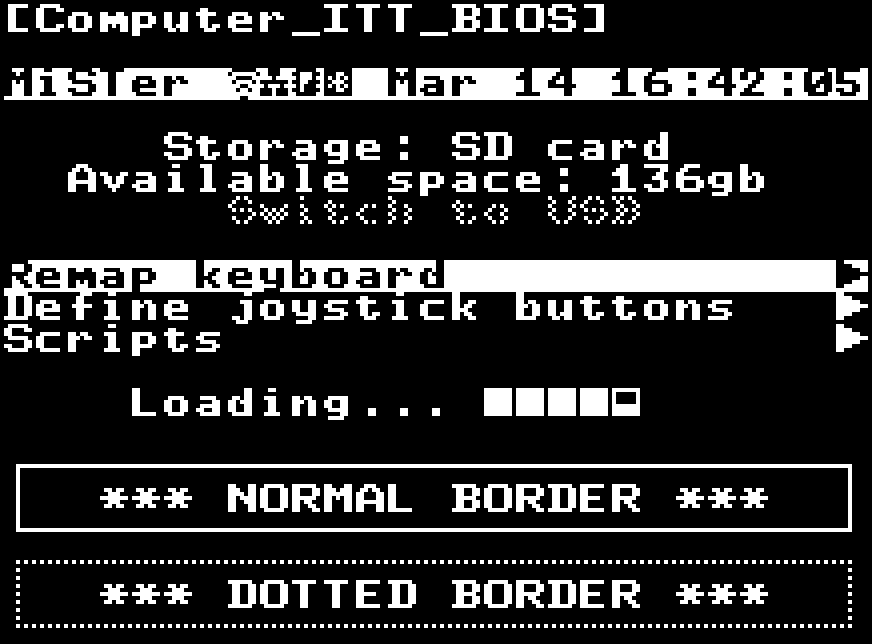 [Computer_ITT_BIOS]
MiSTer Mar 14 16:42:05
Storage: SD card
Available space: 136gb
Switch to USB
Remap keyboard
Define joystick buttons
Scripts
Loading...
*** NORMAL BORDER ***
*** DOTTED BORDER ***